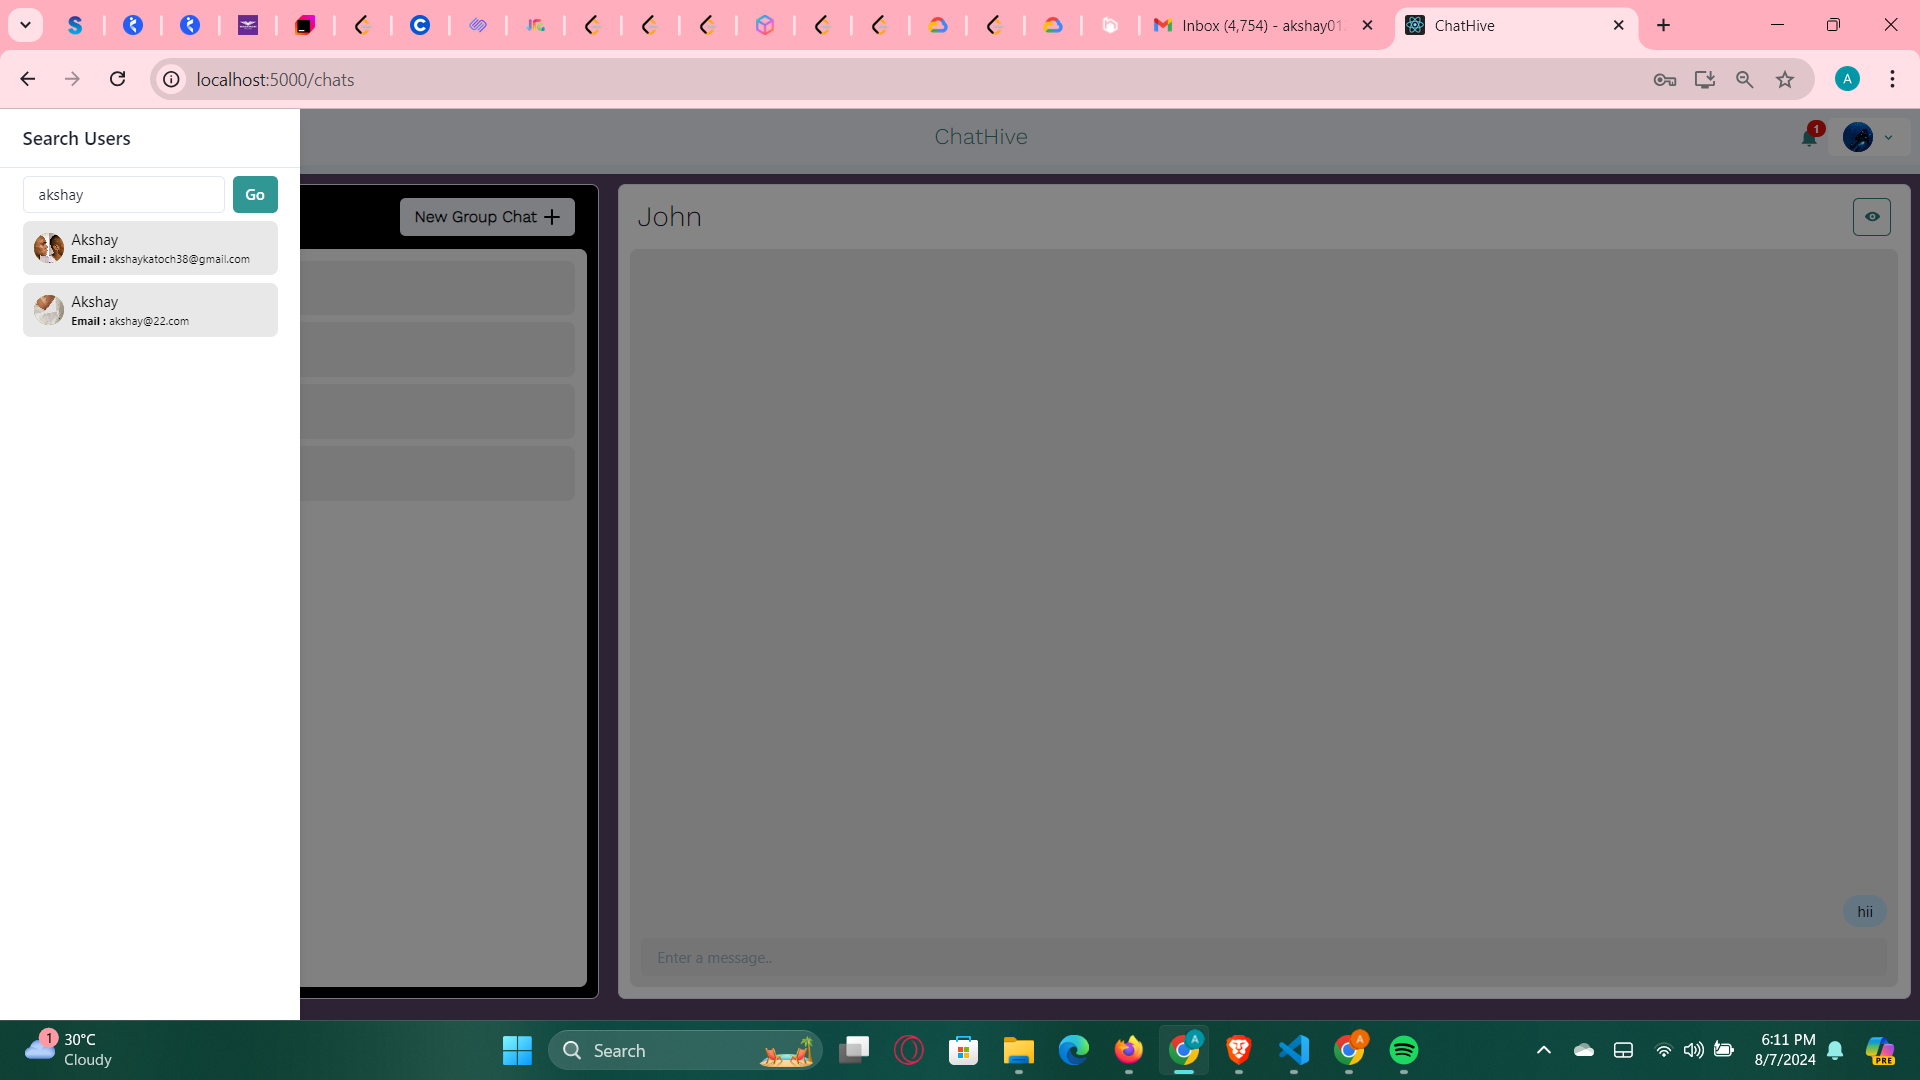 Inbox (4,754) - akshay01
ChatHive
localhost:5000/chats
A
Search Users
akshay
Go
Akshay
Email : akshaykatoch38@gmail.com
Akshay
Email : akshay@22.com
ChatHive
1
New Group Chat
John
hii
Enter a message..
1
30°C
Cloudy
Search
A
A
6:11 PM
8/7/2024
PRE